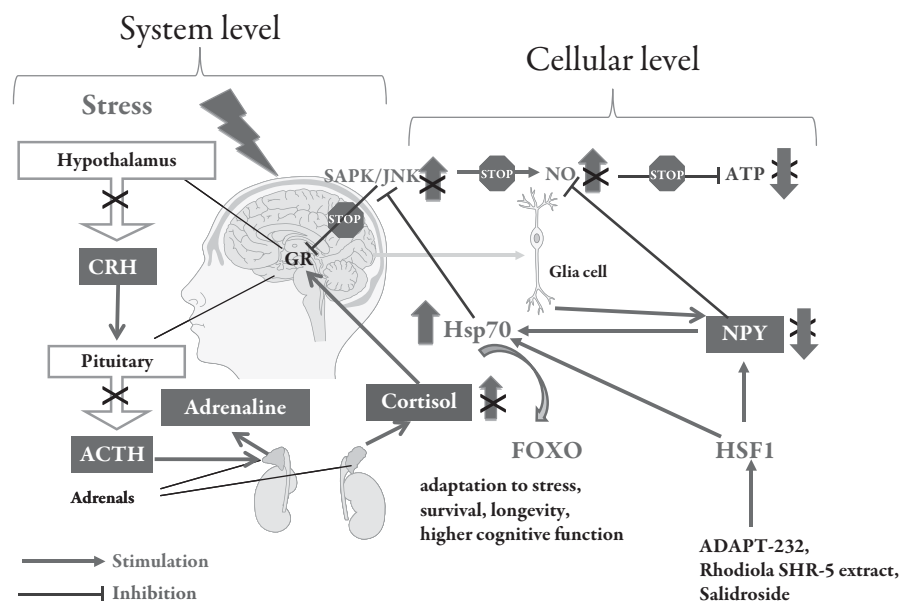 System level
Cellular level
Stress
Hypothalamus
SAPK/JNK
STOP
NO
STOP
ATP
STOP
CRH
GR
Glia cell
Hsp70
NPY
Pituitary
Adrenaline
Cortisol
ACTH
FOXO
HSF1
Adrenals
adaptation to stress,
survival, longevity,
higher cognitive function
ADAPT-232,
Rhodiola SHR-5 extract,
Salidroside
Stimulation
Inhibition